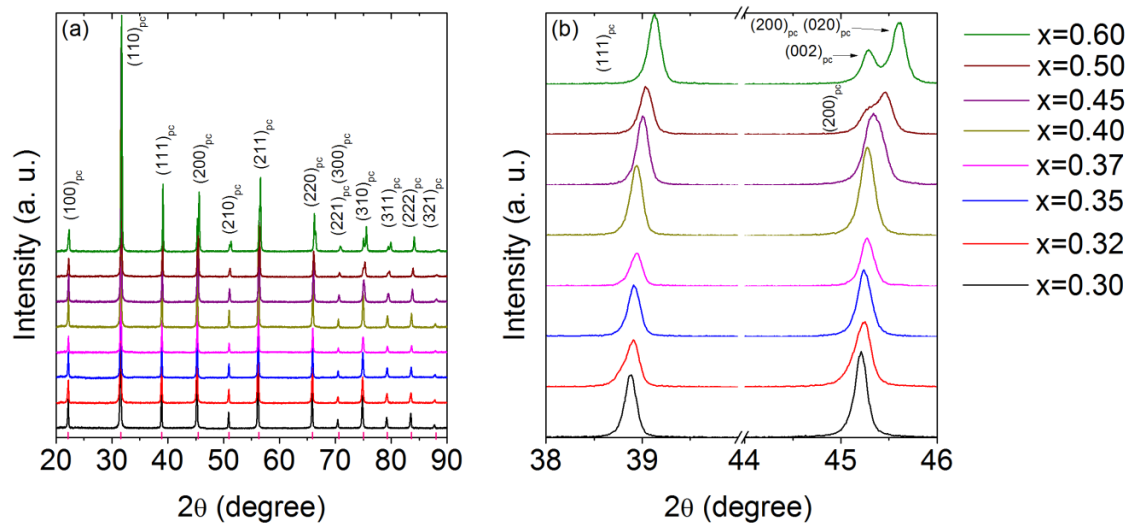 (a)
(100)pc
(110)pc
(111)pc
(200)pc
(210)pc
(211)pc
(220)pc
(221)pc (300)pc
(310)pc
(311)pc
(222)pc
(321)pc
Intensity (a. u.)
20 30 40 50 60 70 80 90
2θ (degree)
(b)
(111)pc
(200)pc (020)pc
(002)pc
(200)pc
Intensity (a. u.)
38 39 44 45 46
2θ (degree)
x=0.60
x=0.50
x=0.45
x=0.40
x=0.37
x=0.35
x=0.32
x=0.30